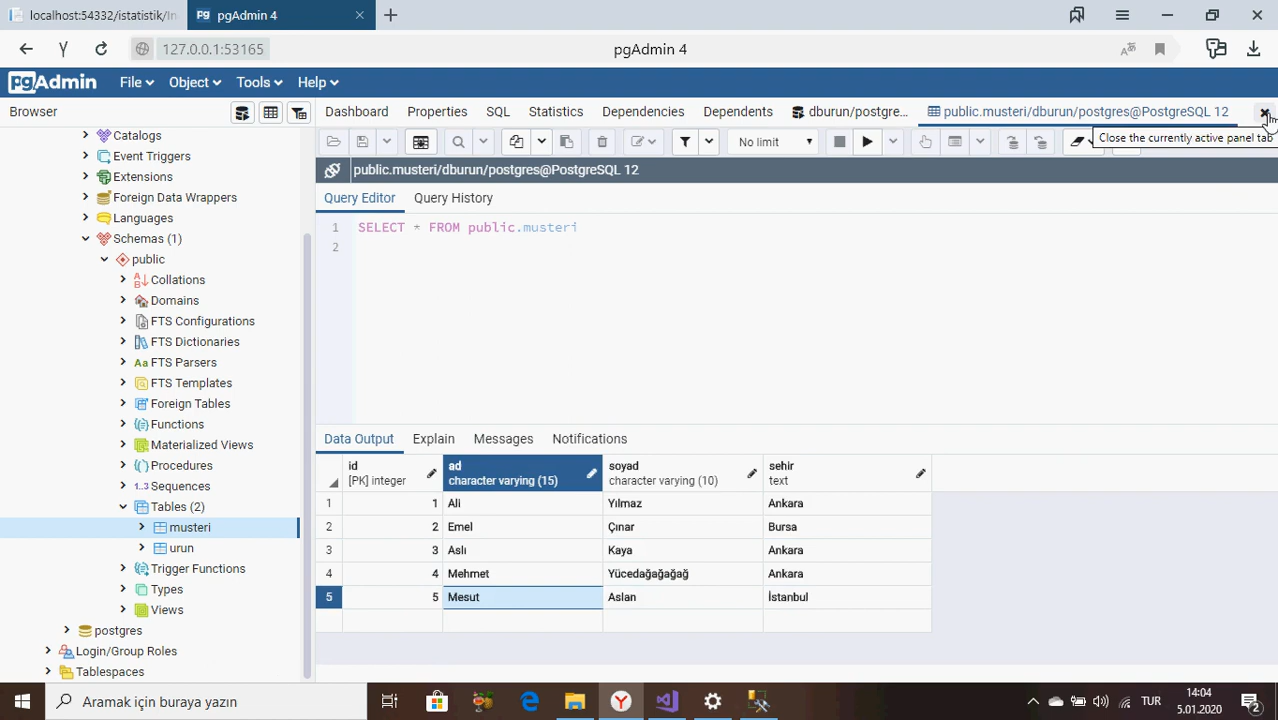 localhost:54332/istatistik/In
pgAdmin 4
127.0.0.1:53165
pgAdmin 4
pgAdmin
File
Object
Tools
Help
Browser
Dashboard
Properties
SQL
Statistics
Dependencies
Dependents
dburun/postgre...
public.musteri/dburun/postgres@PostgreSQL 12
Close the currently active panel tab
No limit
public.musteri/dburun/postgres@PostgreSQL 12
Query Editor
Query History
1 SELECT * FROM public.musteri
2
Catalogs
Event Triggers
Extensions
Foreign Data Wrappers
Languages
Schemas (1)
public
Collations
Domains
FTS Configurations
FTS Dictionaries
Aa FTS Parsers
FTS Templates
Foreign Tables
Functions
Materialized Views
Procedures
1..3 Sequences
Tables (2)
musteri
urun
Trigger Functions
Types
Views
postgres
Login/Group Roles
Tablespaces
Data Output
Explain
Messages
Notifications
id
[PK] integer
ad
character varying (15)
soyad
character varying (10)
sehir
text
1 1 Ali Yılmaz Ankara
2 2 Emel Çınar Bursa
3 3 Aslı Kaya Ankara
4 4 Mehmet Yücedağağağağ Ankara
5 5 Mesut Aslan İstanbul
Aramak için buraya yazın
TUR
14:04
5.01.2020
2